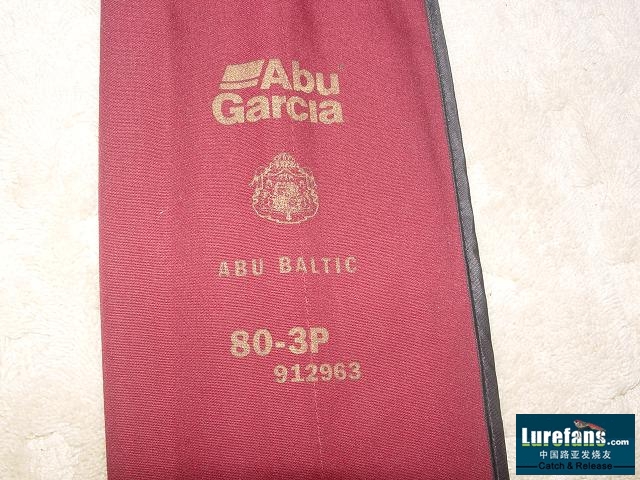 Abu
Garcia
ABU BALTIC
80-3P
912963
Lurefans.com
中国路亚发烧友
Catch & Release